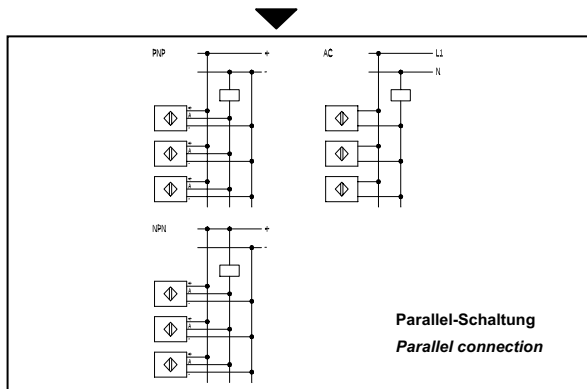 PNP
+
-
AC
L1
N
+
A
-
+
A
-
+
A
-
NPN
+
-
+
A
-
+
A
-
+
A
-
Parallel-Schaltung
Parallel connection